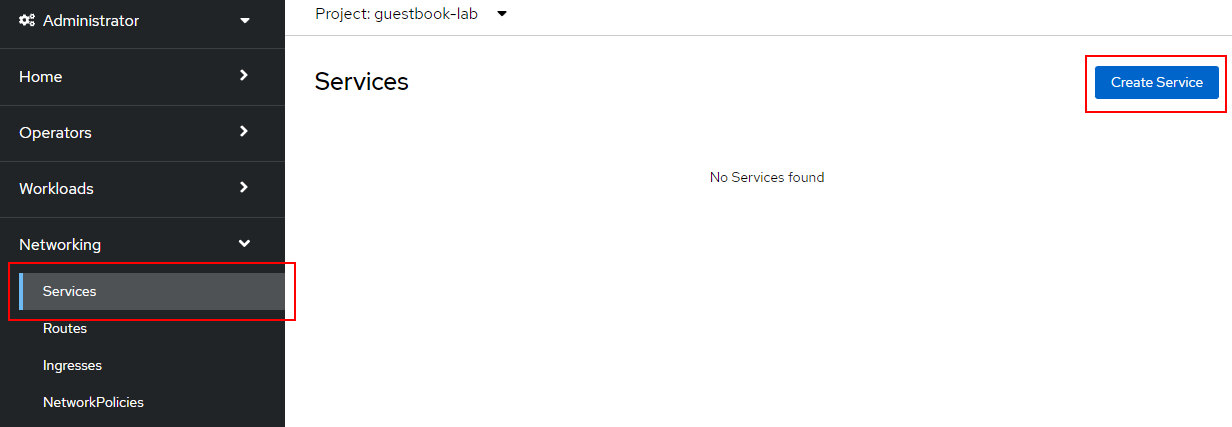 Administrator
Home
Operators
Workloads
Networking
Services
Routes
Ingresses
NetworkPolicies
Project: guestbook-lab
Services
Create Service
No Services found